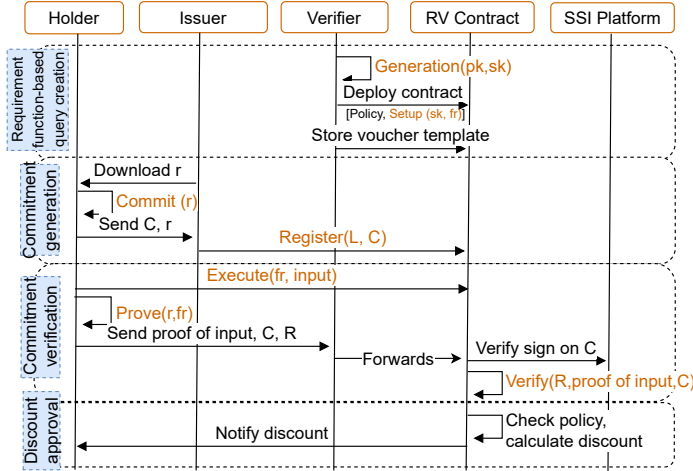 Holder
Issuer
Verifier
RV Contract
SSI Platform
Requirement
function-based
query creation
Generation(pk,sk)
Deploy contract
[Policy, Setup (sk, fr)]
Store voucher template
Commitment
generation
Download r
Commit (r)
Send C, r
Register(L, C)
Commitment
verification
Execute(fr, input)
Prove(r,fr)
Send proof of input, C, R
Forwards
Verify sign on C
Verify(R,proof of input,C)
Discount
approval
Check policy,
calculate discount
Notify discount